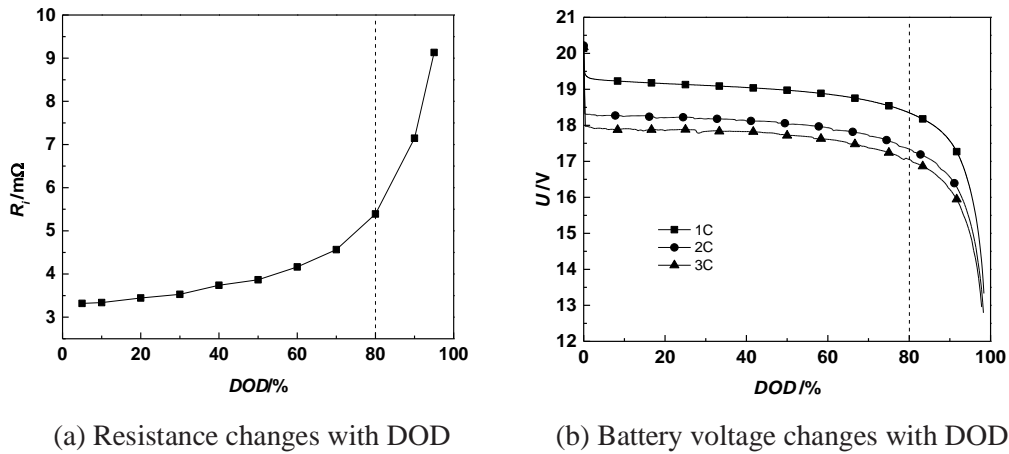 10
9
8
7
6
5
4
3
R_i/mΩ
0 20 40 60 80 100
DOD/%
(a) Resistance changes with DOD
21
20
19
18
17
16
15
14
13
12
U/V
1C
2C
3C
0 20 40 60 80 100
DOD/%
(b) Battery voltage changes with DOD